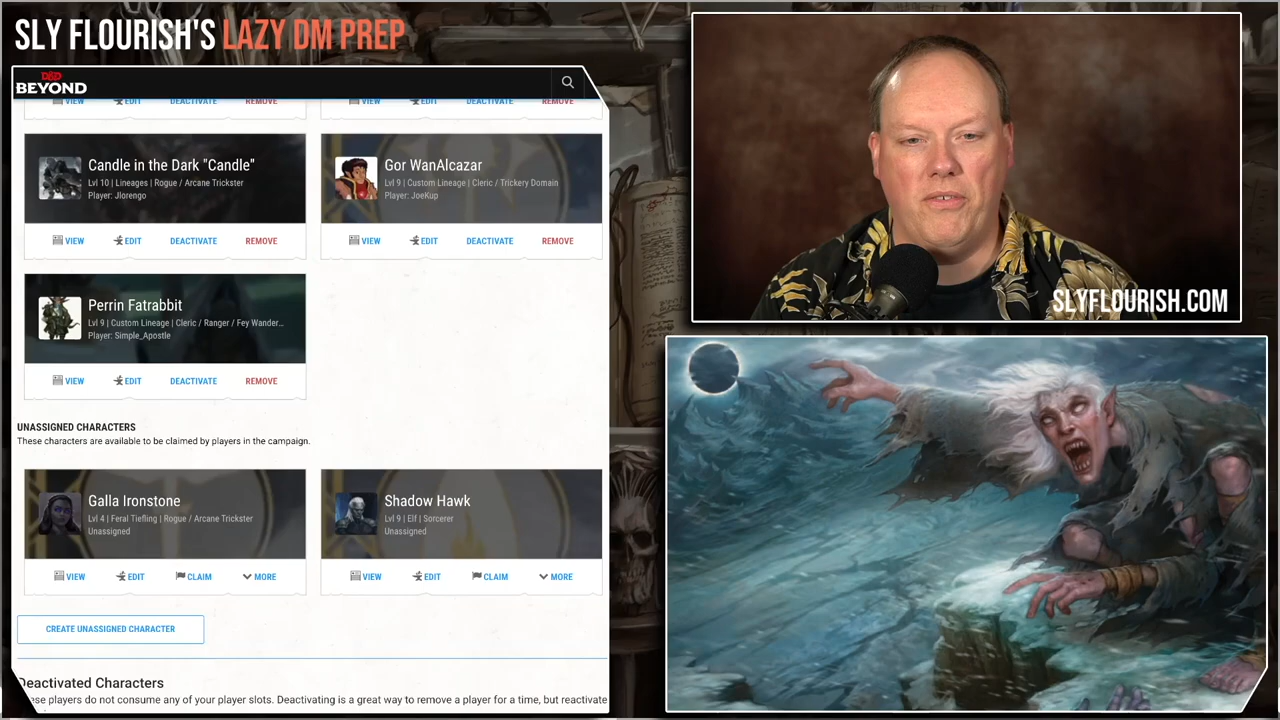 SLY FLOURISH'S LAZY DM PREP
D&D
BEYOND
VIEW EDIT DEACTIVATE REMOVE VIEW EDIT DEACTIVATE REMOVE
Candle in the Dark "Candle"
Lvl 10 | Lineages | Rogue / Arcane Trickster
Player: Jlorengo
VIEW EDIT DEACTIVATE REMOVE
Gor WanAlcazar
Lvl 9 | Custom Lineage | Cleric / Trickery Domain
Player: JoeKup
VIEW EDIT DEACTIVATE REMOVE
Perrin Fatrabbit
Lvl 9 | Custom Lineage | Cleric / Ranger / Fey Wander...
Player: Simple_Apostle
VIEW EDIT DEACTIVATE REMOVE
UNASSIGNED CHARACTERS
These characters are available to be claimed by players in the campaign.
Galla Ironstone
Lvl 4 | Feral Tiefling | Rogue / Arcane Trickster
Unassigned
VIEW EDIT CLAIM MORE
Shadow Hawk
Lvl 9 | Elf | Sorcerer
Unassigned
VIEW EDIT CLAIM MORE
CREATE UNASSIGNED CHARACTER
Deactivated Characters
ese players do not consume any of your player slots. Deactivating is a great way to remove a player for a time, but reactivate
SLYFLOURISH.COM